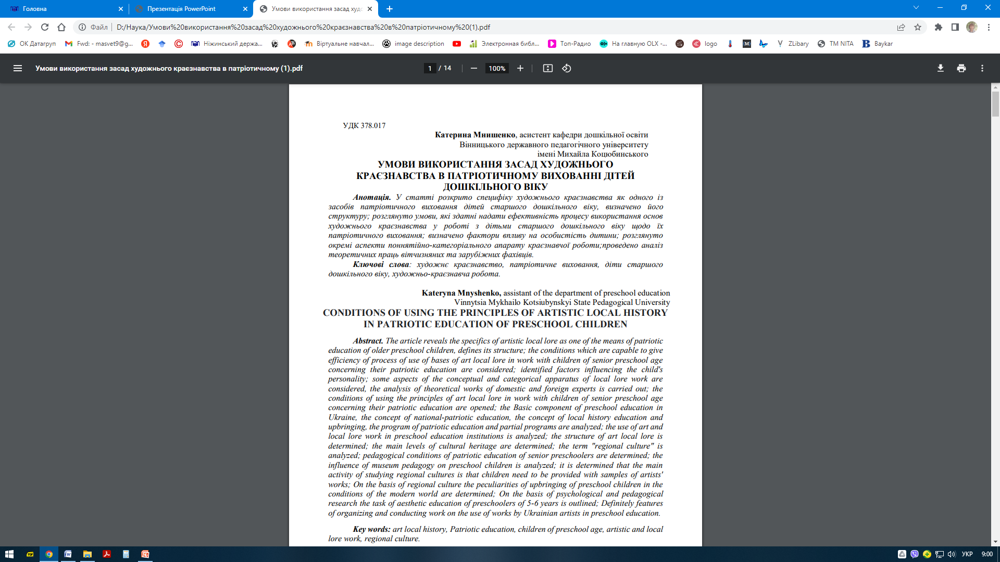 Головна
Презентація PowerPoint
Умови використання засад худо
Файл
D:/Наука/Умови%20використання%20засад%20художнього%20краєзнавства%20в%20патріотичному%20(1).pdf
ОК Датагруп
Fwd: - masvet9@g...
Ніжинський держа...
Віртуальне навчал...
image description
Электронная библ...
Топ-Радио
На главную OLX -...
logo
ZLibary
TM NITA
Baykar
Умови використання засад художнього краєзнавства в патріотичному (1).pdf
1 / 14
100%
УДК 378.017
Катерина Мнишенко, асистент кафедри дошкільної освіти
Вінницького державного педагогічного університету
імені Михайла Коцюбинського
УМОВИ ВИКОРИСТАННЯ ЗАСАД ХУДОЖНЬОГО
КРАЄЗНАВСТВА В ПАТРІОТИЧНОМУ ВИХОВАННІ ДІТЕЙ
ДОШКІЛЬНОГО ВІКУ
Анотація. У статті розкрито специфіку художнього краєзнавства як одного із
засобів патріотичного виховання дітей старшого дошкільного віку, визначено його
структуру; розглянуто умови, які здатні надати ефективність процесу використання основ
художнього краєзнавства у роботі з дітьми старшого дошкільного віку щодо їх
патріотичного виховання; визначено фактори впливу на особистість дитини; розглянуто
окремі аспекти поннятійно-категоріального апарату краєзнавчої роботи;проведено аналіз
теоретичних праць вітчизняних та зарубіжних фахівців.
Ключові слова: художнє краєзнавство, патріотичне виховання, діти старшого
дошкільного віку, художньо-краєзнавча робота.
Kateryna Mnyshenko, assistant of the department of preschool education
Vinnytsia Mykhailo Kotsiubynskyi State Pedagogical University
CONDITIONS OF USING THE PRINCIPLES OF ARTISTIC LOCAL HISTORY
IN PATRIOTIC EDUCATION OF PRESCHOOL CHILDREN
Abstract. The article reveals the specifics of artistic local lore as one of the means of patriotic
education of older preschool children, defines its structure; the conditions which are capable to give
efficiency of process of use of bases of art local lore in work with children of senior preschool age
concerning their patriotic education are considered; identified factors influencing the child's
personality; some aspects of the conceptual and categorical apparatus of local lore work are
considered, the analysis of theoretical works of domestic and foreign experts is carried out; the
conditions of using the principles of art local lore in work with children of senior preschool age
concerning their patriotic education are opened; the Basic component of preschool education in
Ukraine, the concept of national-patriotic education, the concept of local history education and
upbringing, the program of patriotic education and partial programs are analyzed; the use of art and
local lore work in preschool education institutions is analyzed; the structure of art local lore is
determined; the main levels of cultural heritage are determined; the term "regional culture" is
analyzed; pedagogical conditions of patriotic education of senior preschoolers are determined; the
influence of museum pedagogy on preschool children is analyzed; it is determined that the main
activity of studying regional cultures is that children need to be provided with samples of artists'
works; On the basis of regional culture the peculiarities of upbringing of preschool children in the
conditions of the modern world are determined; On the basis of psychological and pedagogical
research the task of aesthetic education of preschoolers of 5-6 years is outlined; Definitely features
of organizing and conducting work on the use of works by Ukrainian artists in preschool education.
Key words: art local history, Patriotic education, children of preschool age, artistic and local
lore work, regional culture.
УКР
9:00